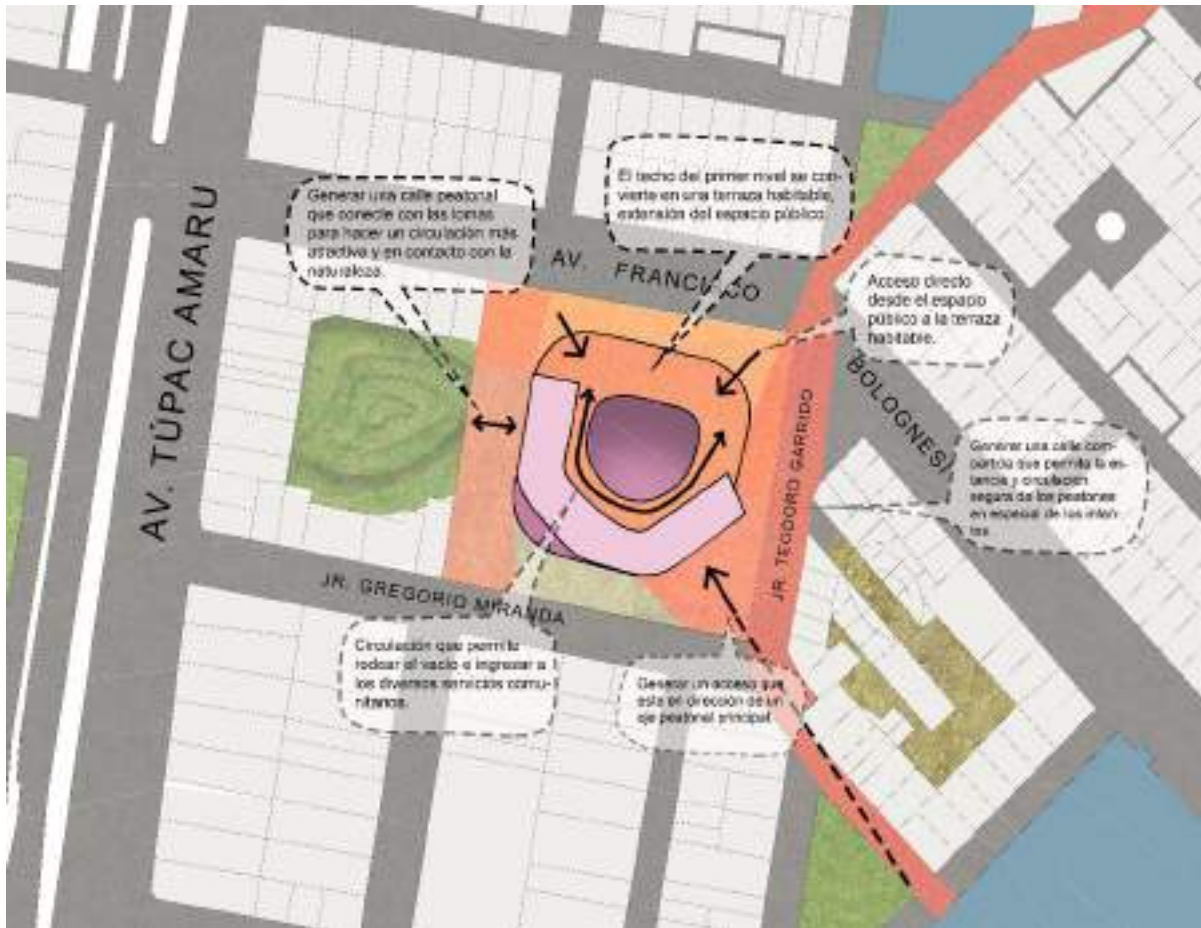 Generar una calle peatonal
que conecte con las lomas
para hacer un circulación más
atractiva y en contacto con la
naturaleza.
El techo del primer nivel se con-
vierte en una terraza habitable,
extensión del espacio público.
AV. FRANCISCO
Acceso directo
desde el espacio
público a la terraza
habitable.
AV. TÚPAC AMARU
BOLOGNESI
JR. TEODORO GARRIDO
Generar una calle com-
partida que permita la es-
tancia y circulación
segura de los peatones
en especial de los infan-
tes
JR. GREGORIO MIRANDA
Circulación que permita
rodear el vacío e ingresar a
los diversos servicios comu-
nitarios.
Generar un acceso que
este en dirección de un
eje peatonal principal